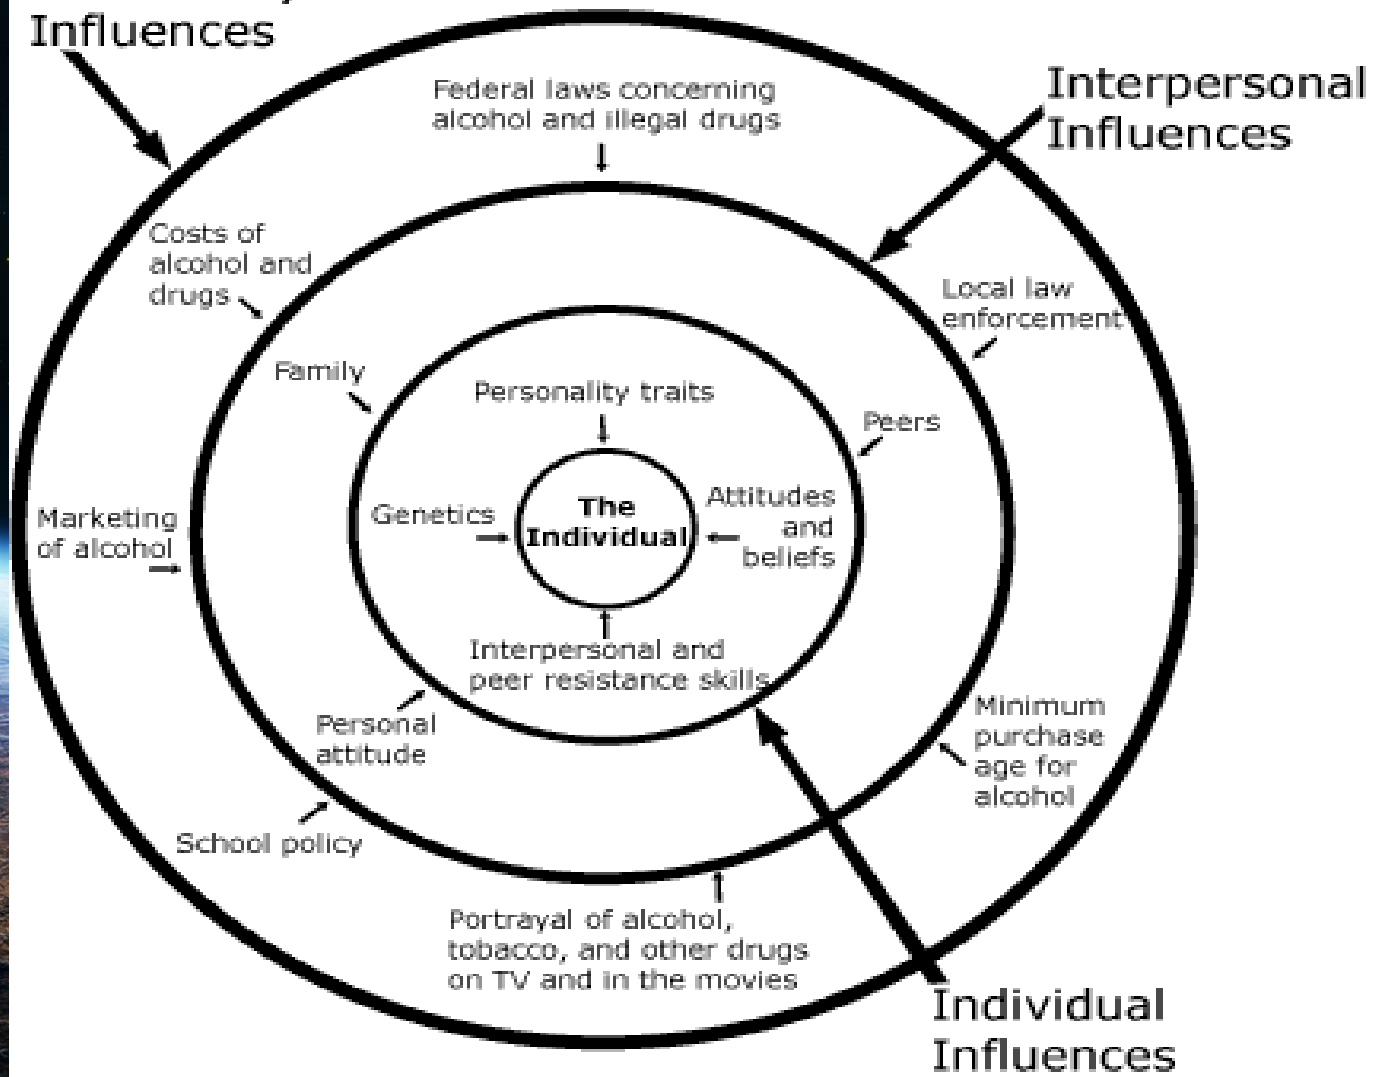 Influences
Interpersonal
Influences
Federal laws concerning
alcohol and illegal drugs
Costs of
alcohol and
drugs
Local law
enforcement
Family
Personality traits
Peers
Genetics
The
Individual
Attitudes
and
beliefs
Marketing
of alcohol
Interpersonal and
peer resistance skills
Personal
attitude
Minimum
purchase
age for
alcohol
School policy
Portrayal of alcohol,
tobacco, and other drugs
on TV and in the movies
Individual
Influences